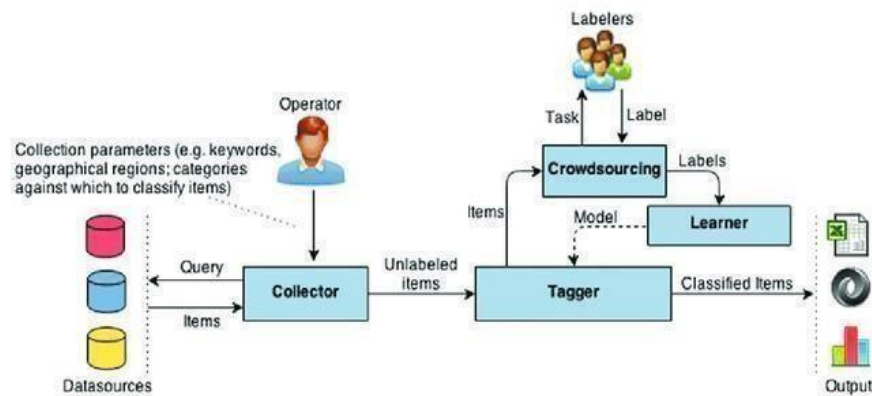 Labelers
Operator
Task
Label
Collection parameters (e.g. keywords,
geographical regions; categories
against which to classify items)
Crowdsourcing
Labels
Items
Model
Learner
Query
Collector
Unlabeled
items
Tagger
Classified Items
Items
Datasources
Output